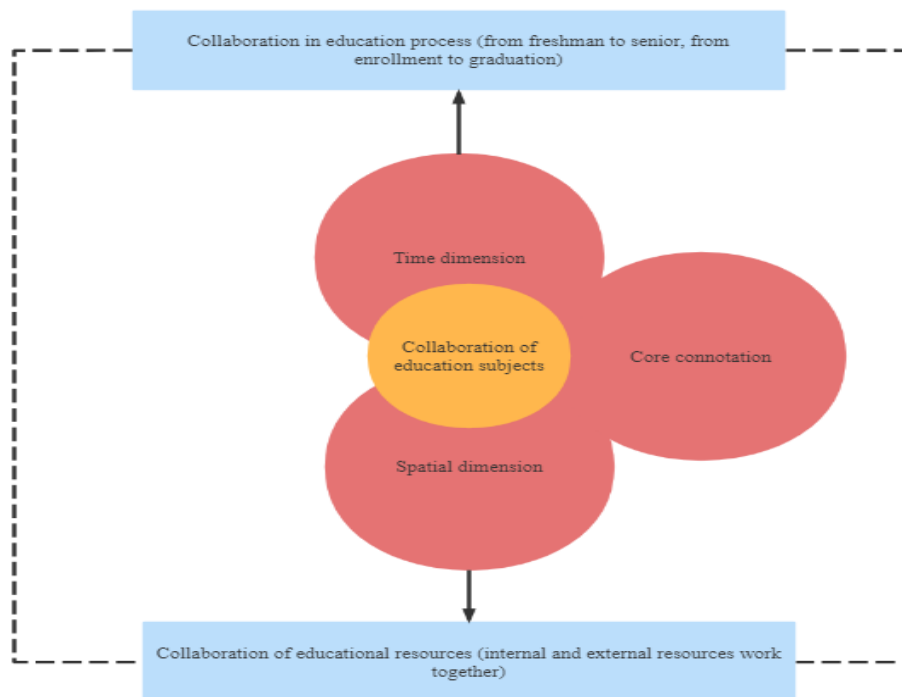 Collaboration in education process (from freshman to senior, from
enrollment to graduation)
Time dimension
Collaboration of
education subjects
Core connotation
Spatial dimension
Collaboration of educational resources (internal and external resources work
together)